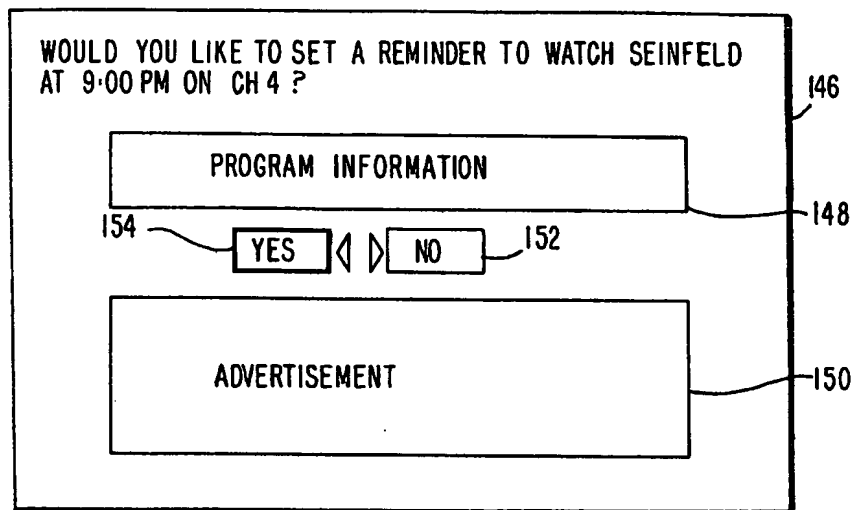 WOULD YOU LIKE TO SET A REMINDER TO WATCH SEINFELD
AT 9:00 PM ON CH 4 ?
146
PROGRAM INFORMATION
148
154
YES
NO
152
ADVERTISEMENT
150